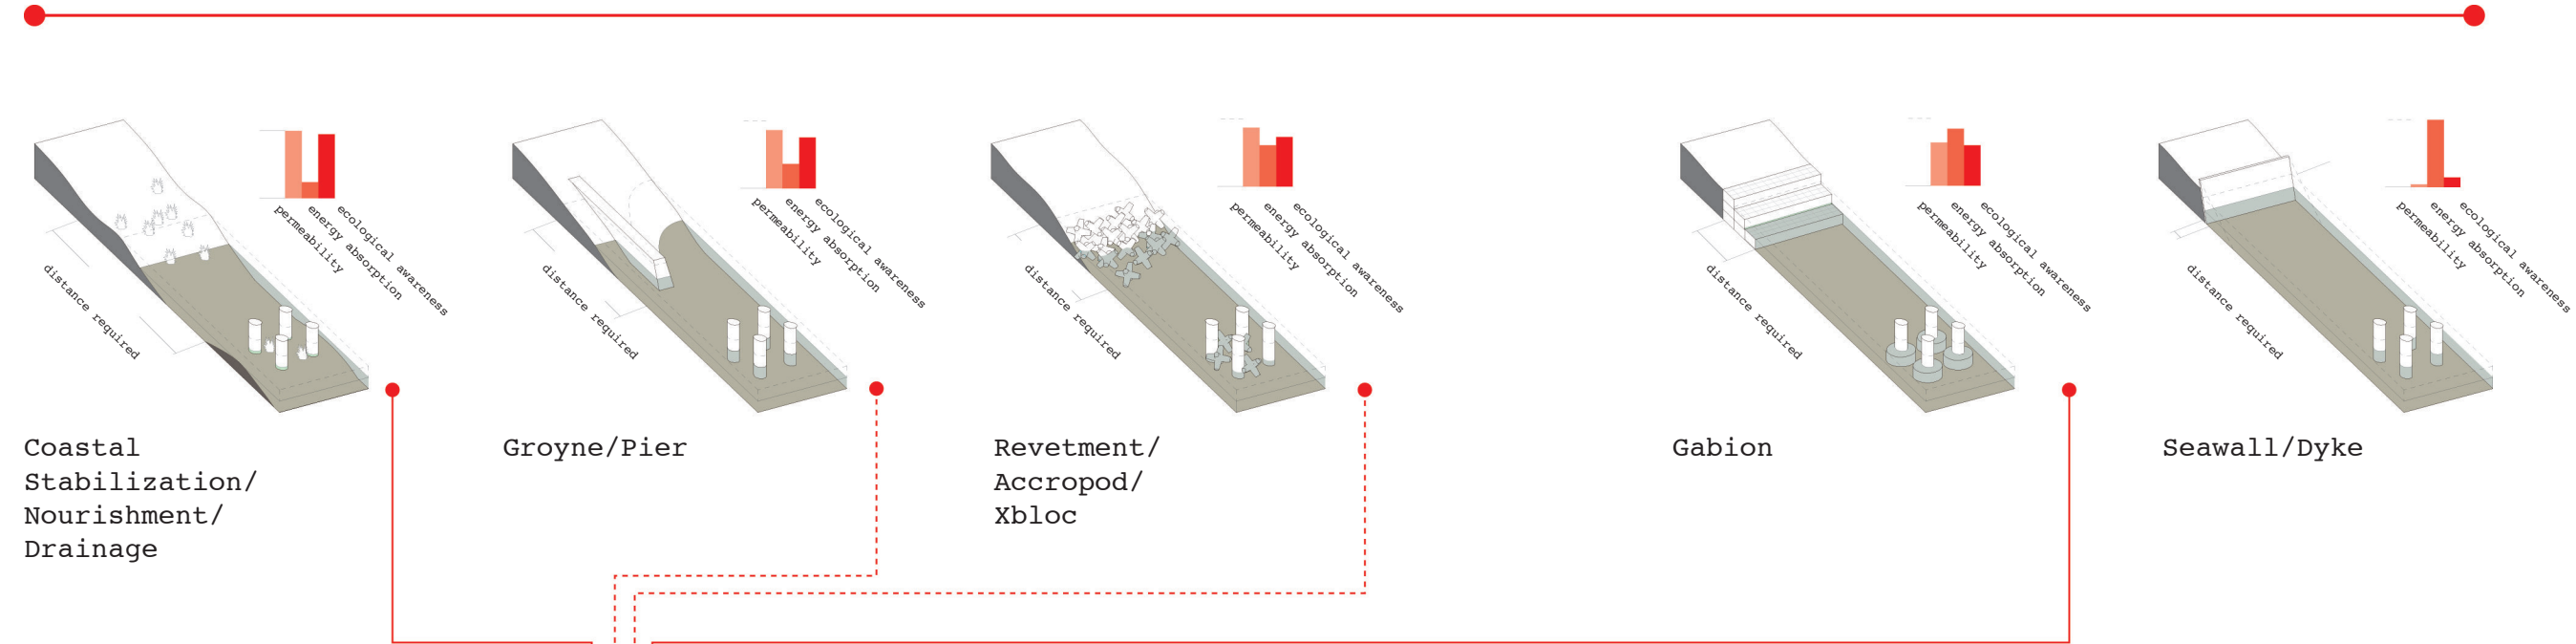 permeability
energy absorption
ecological awareness
distance required
Coastal
Stabilization/
Nourishment/
Drainage
permeability
energy absorption
ecological awareness
distance required
Groyne/Pier
permeability
energy absorption
ecological awareness
distance required
Revetment/
Accropod/
Xbloc
permeability
energy absorption
ecological awareness
distance required
Gabion
permeability
energy absorption
ecological awareness
distance required
Seawall/Dyke